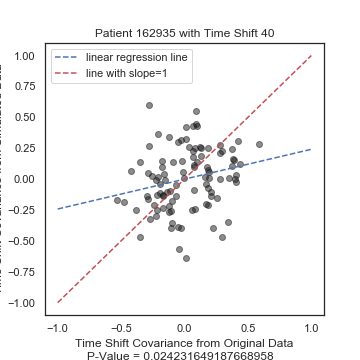 Patient 162935 with Time Shift 40
linear regression line
line with slope=1
1.00
0.75
0.50
0.25
0.00
−0.25
−0.50
−0.75
−1.00
−1.0 −0.5 0.0 0.5 1.0
Time Shift Covariance from Original Data
P-Value = 0.024231649187668958